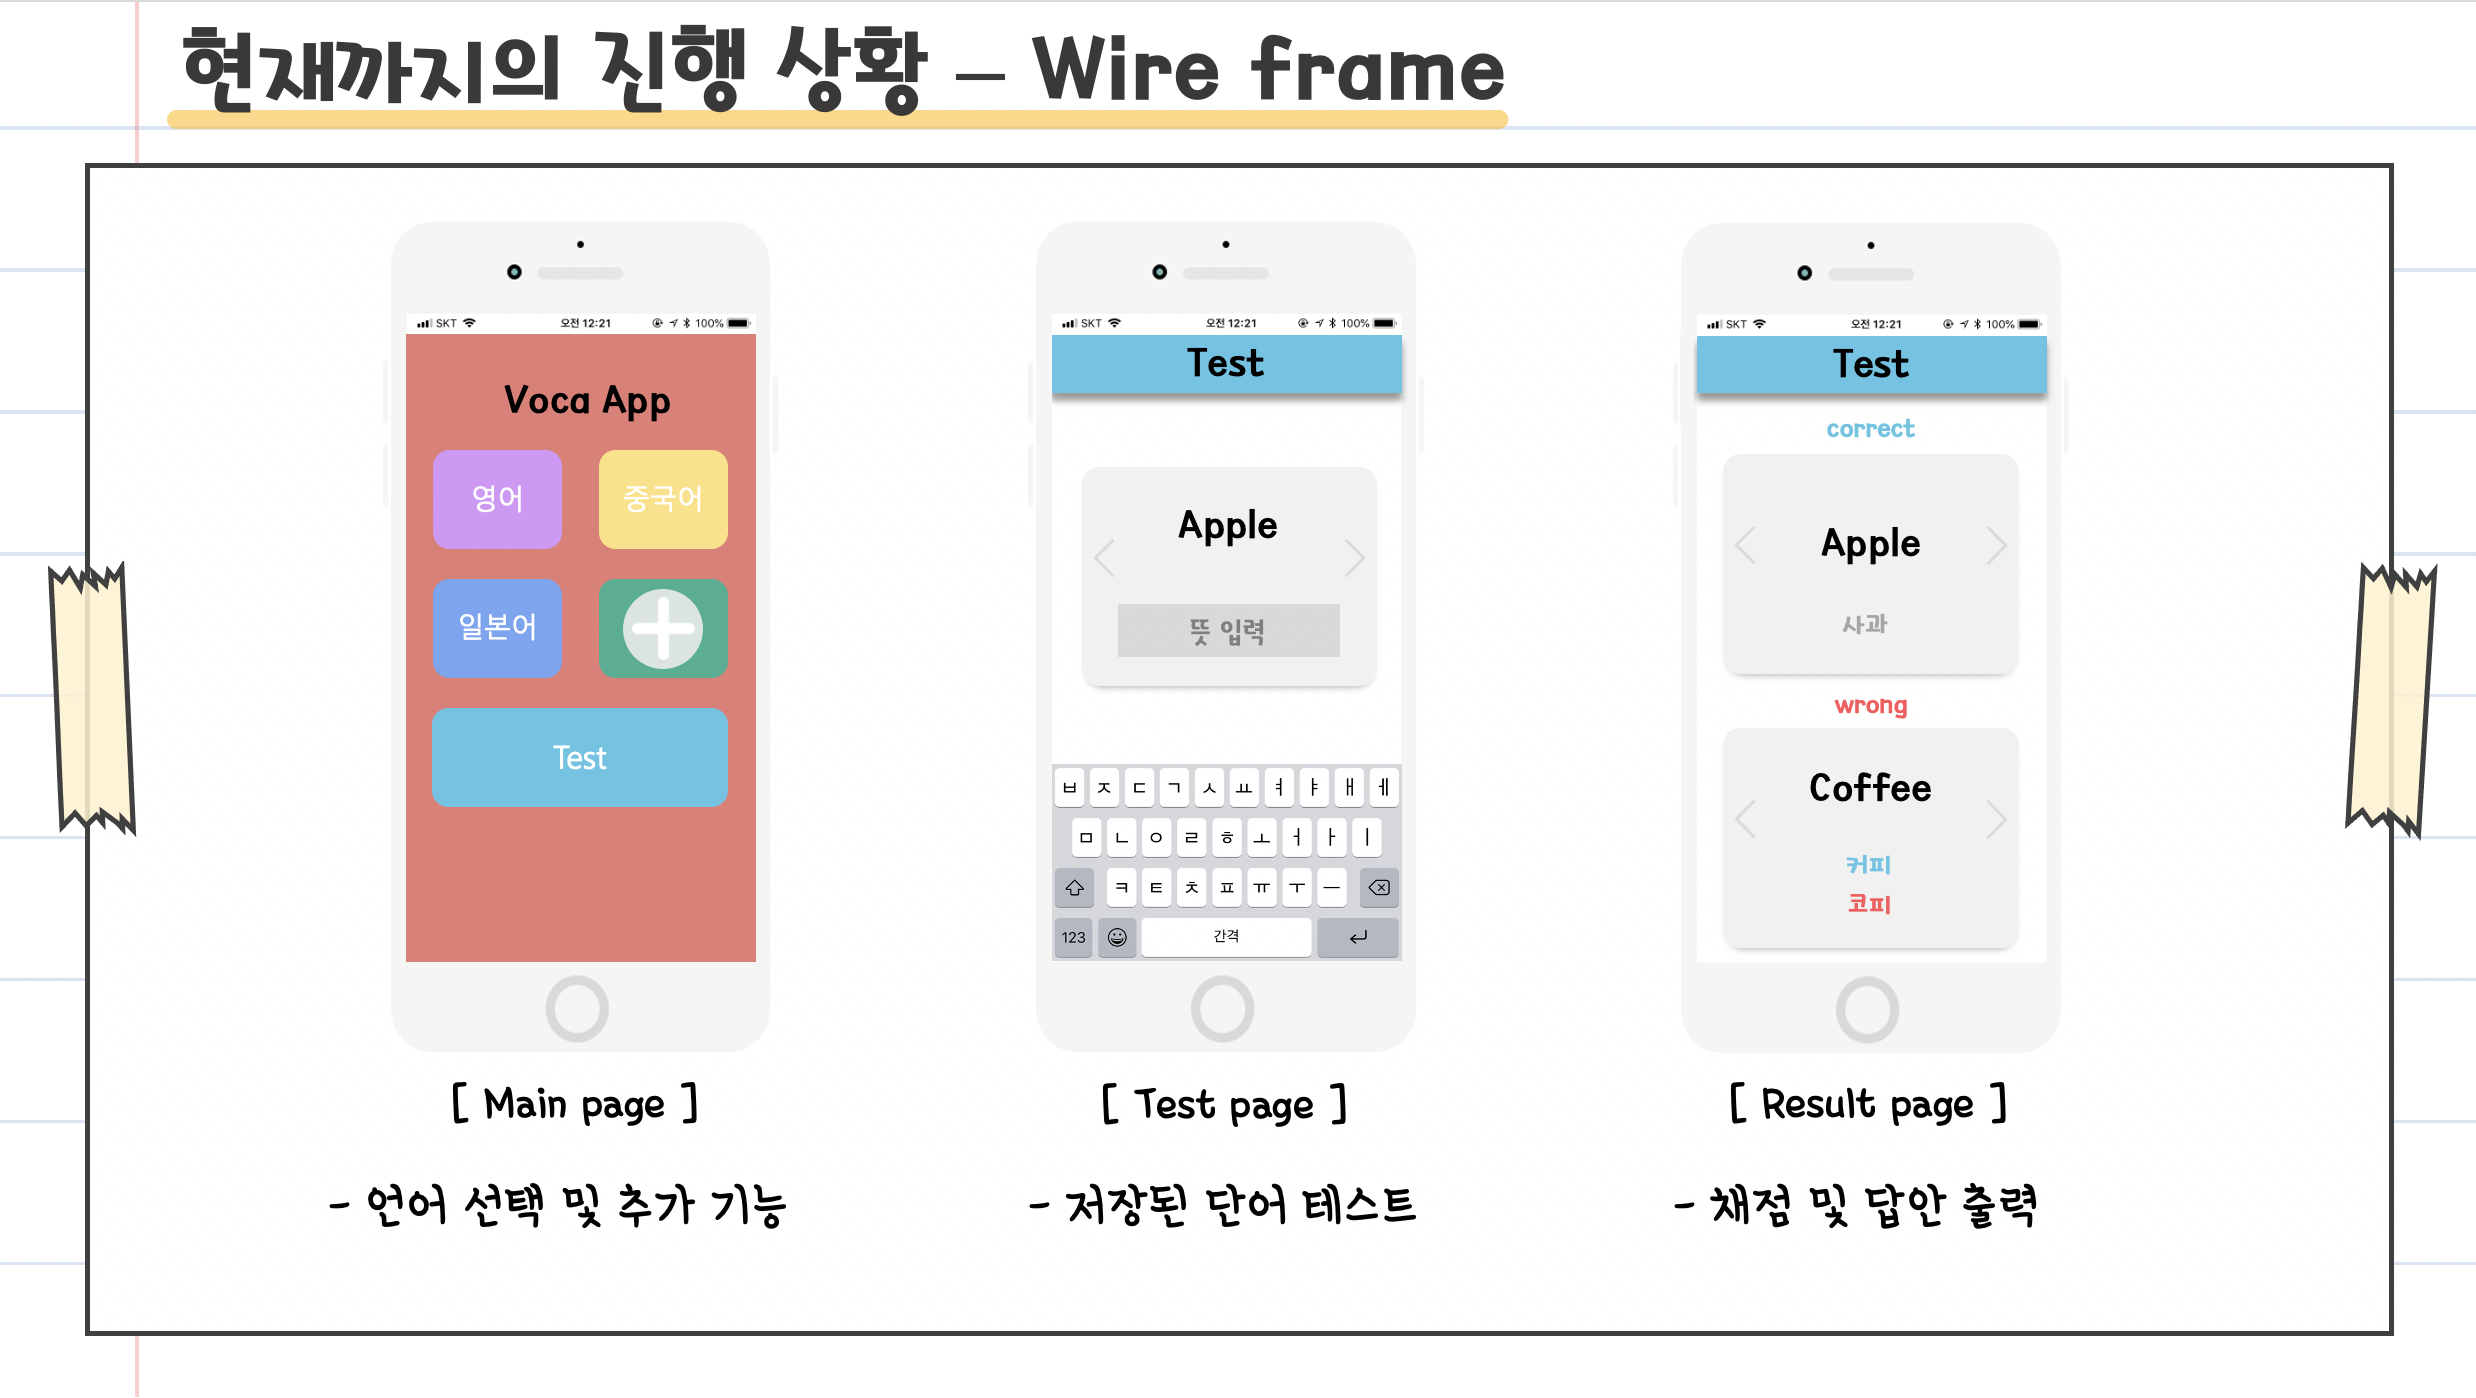 현재까지의 진행 상황 – Wire frame
SKT 오전 12:21 100%
Voca App
영어 중국어
일본어
Test
[ Main page ]
- 언어 선택 및 추가 기능
SKT 오전 12:21 100%
Test
Apple
뜻 입력
ㅂ ㅈ ㄷ ㄱ ㅅ ㅛ ㅕ ㅑ ㅐ ㅔ
ㅁ ㄴ ㅇ ㄹ ㅎ ㅗ ㅓ ㅏ ㅣ
ㅋ ㅌ ㅊ ㅍ ㅠ ㅜ ㅡ
123 간격
[ Test page ]
- 저장된 단어 테스트
SKT 오전 12:21 100%
Test
correct
Apple
사과
wrong
Coffee
커피
코피
[ Result page ]
- 채점 및 답안 출력